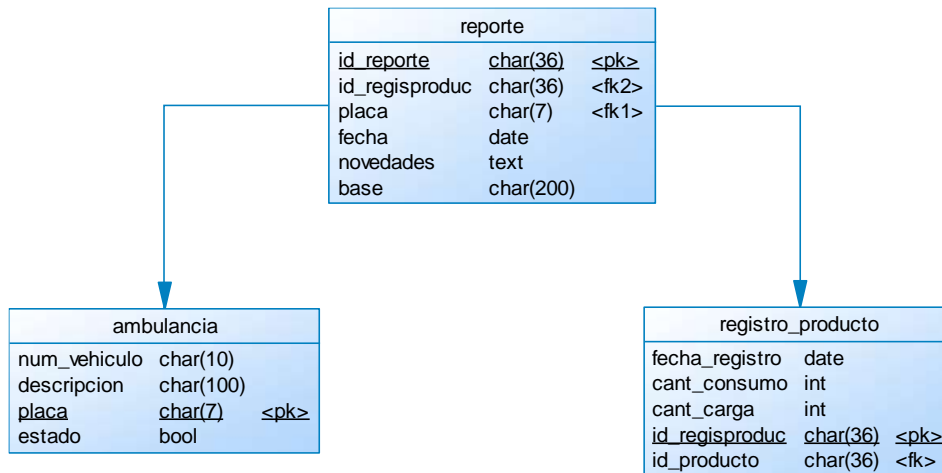 reporte
id_reporte char(36) <pk>
id_regisproduc char(36) <fk2>
placa char(7) <fk1>
fecha date
novedades text
base char(200)
ambulancia
num_vehiculo char(10)
descripcion char(100)
placa char(7) <pk>
estado bool
registro_producto
fecha_registro date
cant_consumo int
cant_carga int
id_regisproduc char(36) <pk>
id_producto char(36) <fk>